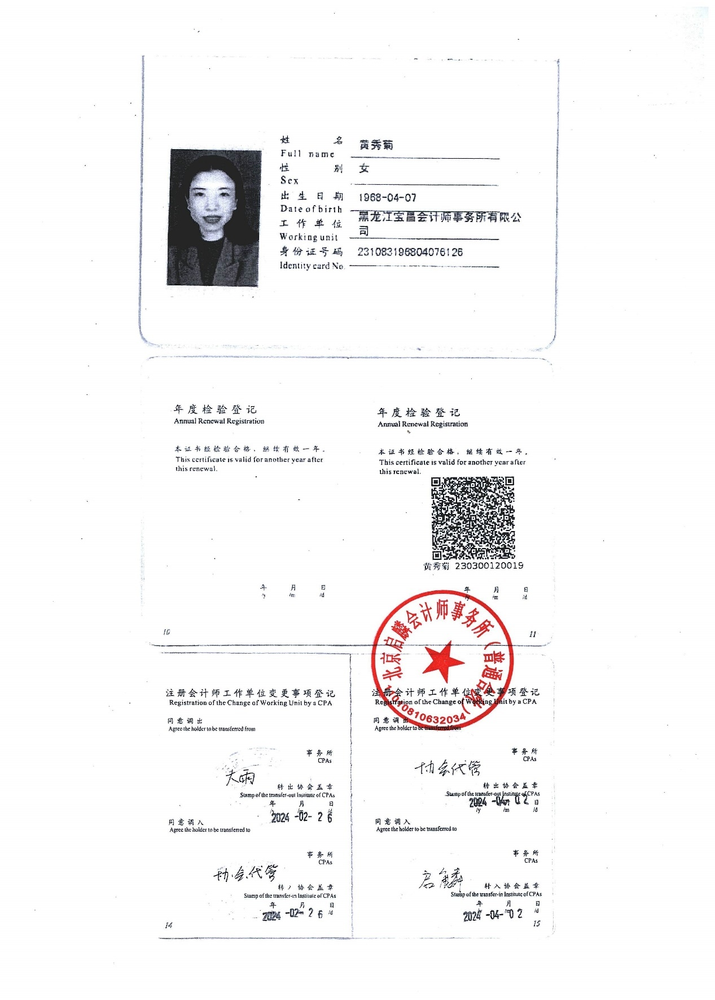 姓名 黄秀菊
Full name
性别 女
Sex
出生日期 1968-04-07
Date of birth
工作单位 黑龙江宝昌会计师事务所有限公司
Working unit
身份证号码 231083196804076126
Identity card No.
年度检验登记
Annual Renewal Registration
本证书经检验合格，继续有效一年。
This certificate is valid for another year after
this renewal.
年 月 日
/y /m /d
10
年度检验登记
Annual Renewal Registration
本证书经检验合格，继续有效一年。
This certificate is valid for another year after
this renewal.
黄秀菊 230300120019
年 月 日
/y /m /d
11
北京启麟会计师事务所（普通合伙）
注册会计师工作单位变更事项登记
Registration of the Change of Working Unit by a CPA
同意调出
Agree the holder to be transferred from
事务所
CPAs
转出协会盖章
Stamp of the transfer-out Institute of CPAs
年 月 日
/y /m /d
2024-02-26
同意调入
Agree the holder to be transferred to
事务所
CPAs
协会代管
转入协会盖章
Stamp of the transfer-in Institute of CPAs
年 月 日
/m /d
2024-02-26
14
注册会计师工作单位变更事项登记
Registration of the Change of Working Unit by a CPA
同意调出
Agree the holder to be transferred from
事务所
CPAs
协会代管
转出协会盖章
Stamp of the transfer-out Institute of CPAs
2024-04-02
月 日
/y /m /d
同意调入
Agree the holder to be transferred to
事务所
CPAs
启麟
转入协会盖章
Stamp of the transfer-in Institute of CPAs
年 月 日
/m /d
2024-04-02
15